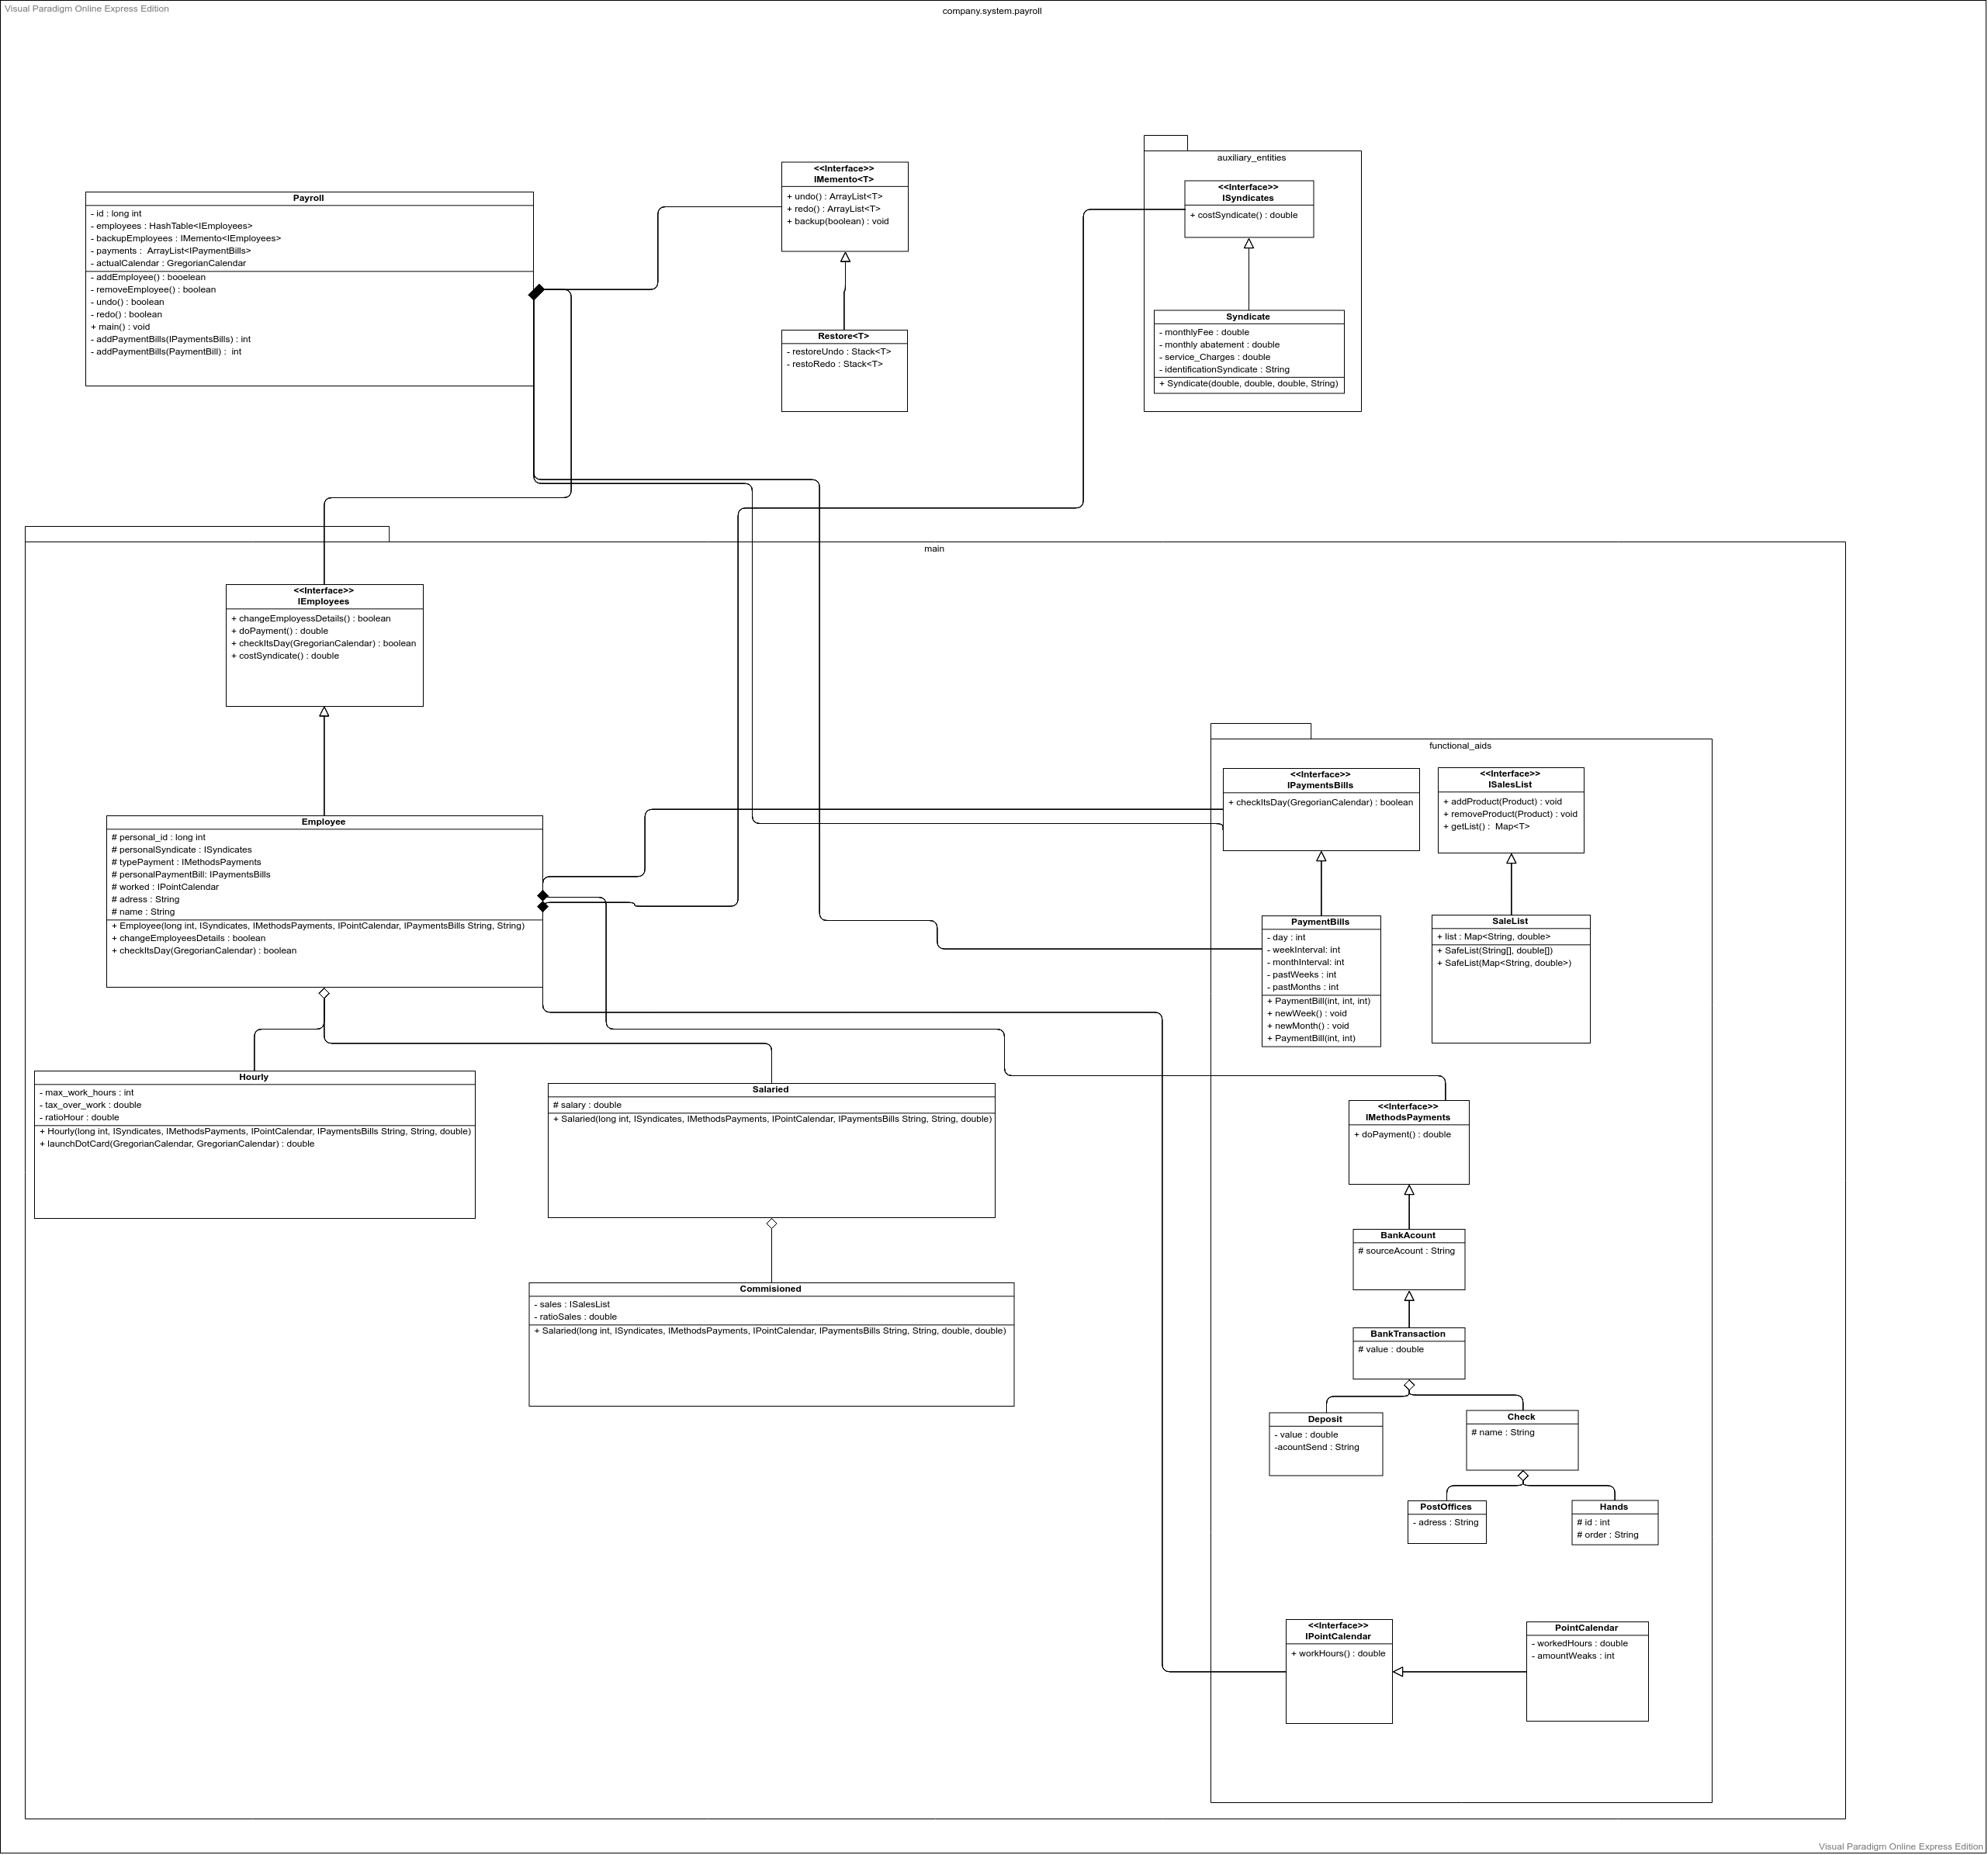 Visual Paradigm Online Express Edition
company.system.payroll
Payroll
- id : long int
- employees : HashTable<IEmployees>
- backupEmployees : IMemento<IEmployees>
- payments :  ArrayList<IPaymentBills>
- actualCalendar : GregorianCalendar
- addEmployee() : booelean
- removeEmployee() : boolean
- undo() : boolean
- redo() : boolean
+ main() : void
- addPaymentBills(IPaymentsBills) : int
- addPaymentBills(PaymentBill) :  int
<<Interface>>
IMemento<T>
+ undo() : ArrayList<T>
+ redo() : ArrayList<T>
+ backup(boolean) : void
Restore<T>
- restoreUndo : Stack<T>
- restoRedo : Stack<T>
auxiliary_entities
<<Interface>>
ISyndicates
+ costSyndicate() : double
Syndicate
- monthlyFee : double
- monthly abatement : double
- service_Charges : double
- identificationSyndicate : String
+ Syndicate(double, double, double, String)
main
<<Interface>>
IEmployees
+ changeEmployessDetails() : boolean
+ doPayment() : double
+ checkItsDay(GregorianCalendar) : boolean
+ costSyndicate() : double
Employee
# personal_id : long int
# personalSyndicate : ISyndicates
# typePayment : IMethodsPayments
# personalPaymentBill: IPaymentsBills
# worked : IPointCalendar
# adress : String
# name : String
+ Employee(long int, ISyndicates, IMethodsPayments, IPointCalendar, IPaymentsBills String, String)
+ changeEmployeesDetails : boolean
+ checkItsDay(GregorianCalendar) : boolean
Hourly
- max_work_hours : int
- tax_over_work : double
- ratioHour : double
+ Hourly(long int, ISyndicates, IMethodsPayments, IPointCalendar, IPaymentsBills String, String, double)
+ launchDotCard(GregorianCalendar, GregorianCalendar) : double
Salaried
# salary : double
+ Salaried(long int, ISyndicates, IMethodsPayments, IPointCalendar, IPaymentsBills String, String, double)
Commisioned
- sales : ISalesList
- ratioSales : double
+ Salaried(long int, ISyndicates, IMethodsPayments, IPointCalendar, IPaymentsBills String, String, double, double)
functional_aids
<<Interface>>
IPaymentsBills
+ checkItsDay(GregorianCalendar) : boolean
<<Interface>>
ISalesList
+ addProduct(Product) : void
+ removeProduct(Product) : void
+ getList() :  Map<T>
PaymentBills
- day : int
- weekInterval: int
- monthInterval: int
- pastWeeks : int
- pastMonths : int
+ PaymentBill(int, int, int)
+ newWeek() : void
+ newMonth() : void
+ PaymentBill(int, int)
SaleList
+ list : Map<String, double>
+ SafeList(String[], double[])
+ SafeList(Map<String, double>)
<<Interface>>
IMethodsPayments
+ doPayment() : double
BankAcount
# sourceAcount : String
BankTransaction
# value : double
Deposit
- value : double
-acountSend : String
Check
# name : String
PostOffices
- adress : String
Hands
# id : int
# order : String
<<Interface>>
IPointCalendar
+ workHours() : double
PointCalendar
- workedHours : double
- amountWeaks : int
Visual Paradigm Online Express Edition